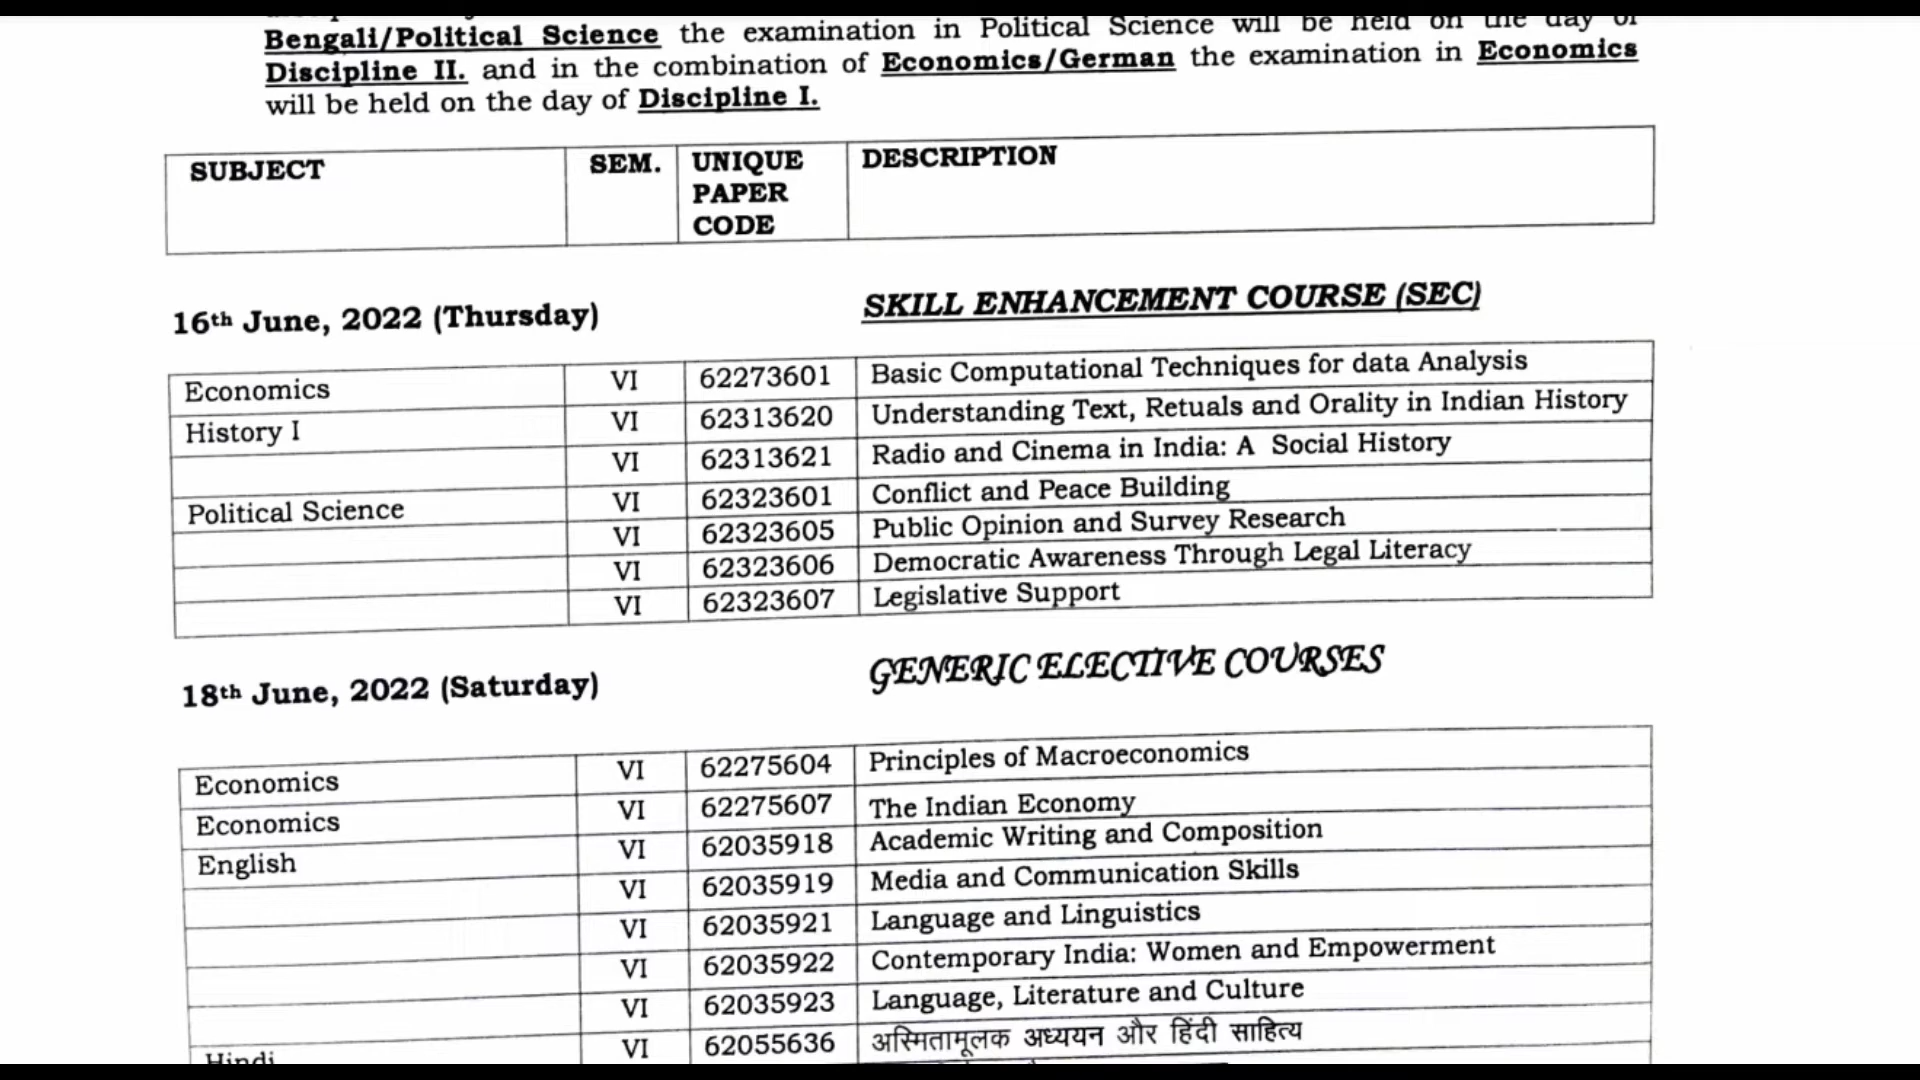 Bengali/Political Science the examination in Political Science will be held on the day of
Discipline II. and in the combination of Economics/German the examination in Economics
will be held on the day of Discipline I.
SUBJECT SEM. UNIQUE PAPER CODE DESCRIPTION
16th June, 2022 (Thursday) SKILL ENHANCEMENT COURSE (SEC)
Economics VI 62273601 Basic Computational Techniques for data Analysis
History I VI 62313620 Understanding Text, Retuals and Orality in Indian History
VI 62313621 Radio and Cinema in India: A Social History
Political Science VI 62323601 Conflict and Peace Building
VI 62323605 Public Opinion and Survey Research
VI 62323606 Democratic Awareness Through Legal Literacy
VI 62323607 Legislative Support
18th June, 2022 (Saturday) GENERIC ELECTIVE COURSES
Economics VI 62275604 Principles of Macroeconomics
Economics VI 62275607 The Indian Economy
English VI 62035918 Academic Writing and Composition
VI 62035919 Media and Communication Skills
VI 62035921 Language and Linguistics
VI 62035922 Contemporary India: Women and Empowerment
VI 62035923 Language, Literature and Culture
Hindi VI 62055636 अस्मितामूलक अध्ययन और हिंदी साहित्य